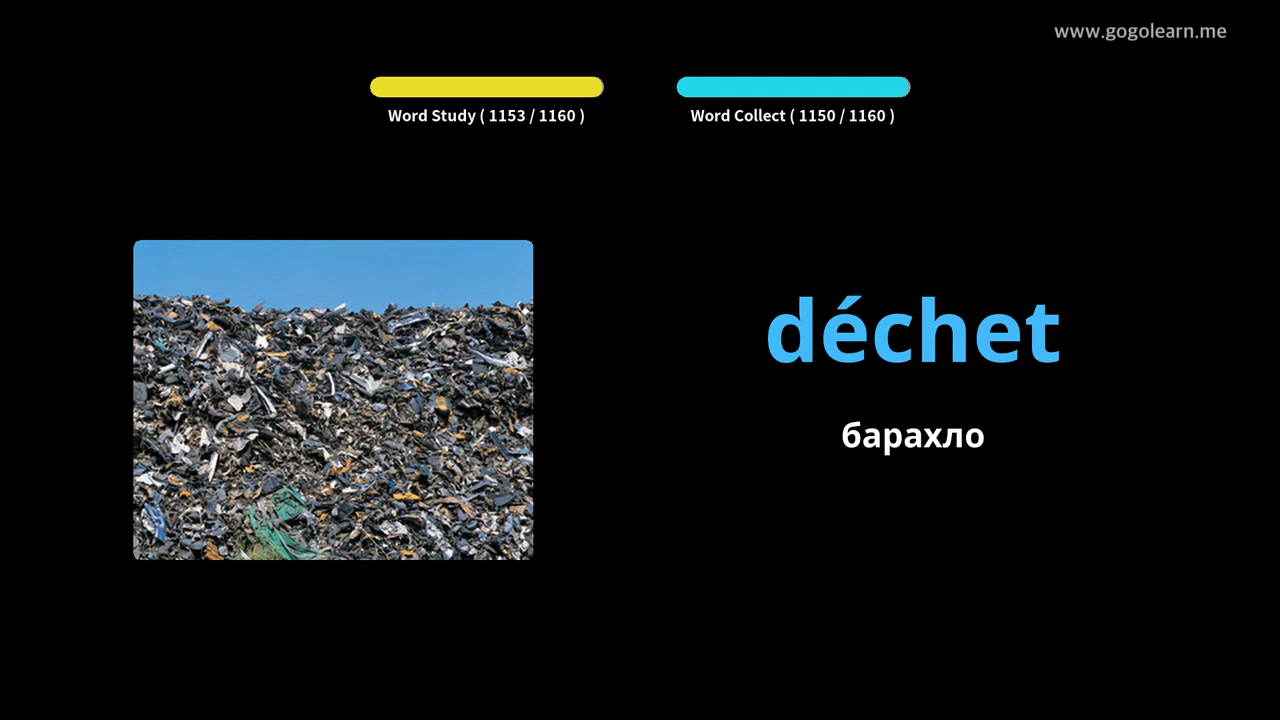 www.gogolearn.me
Word Study ( 1153 / 1160 )
Word Collect ( 1150 / 1160 )
déchet
барахло